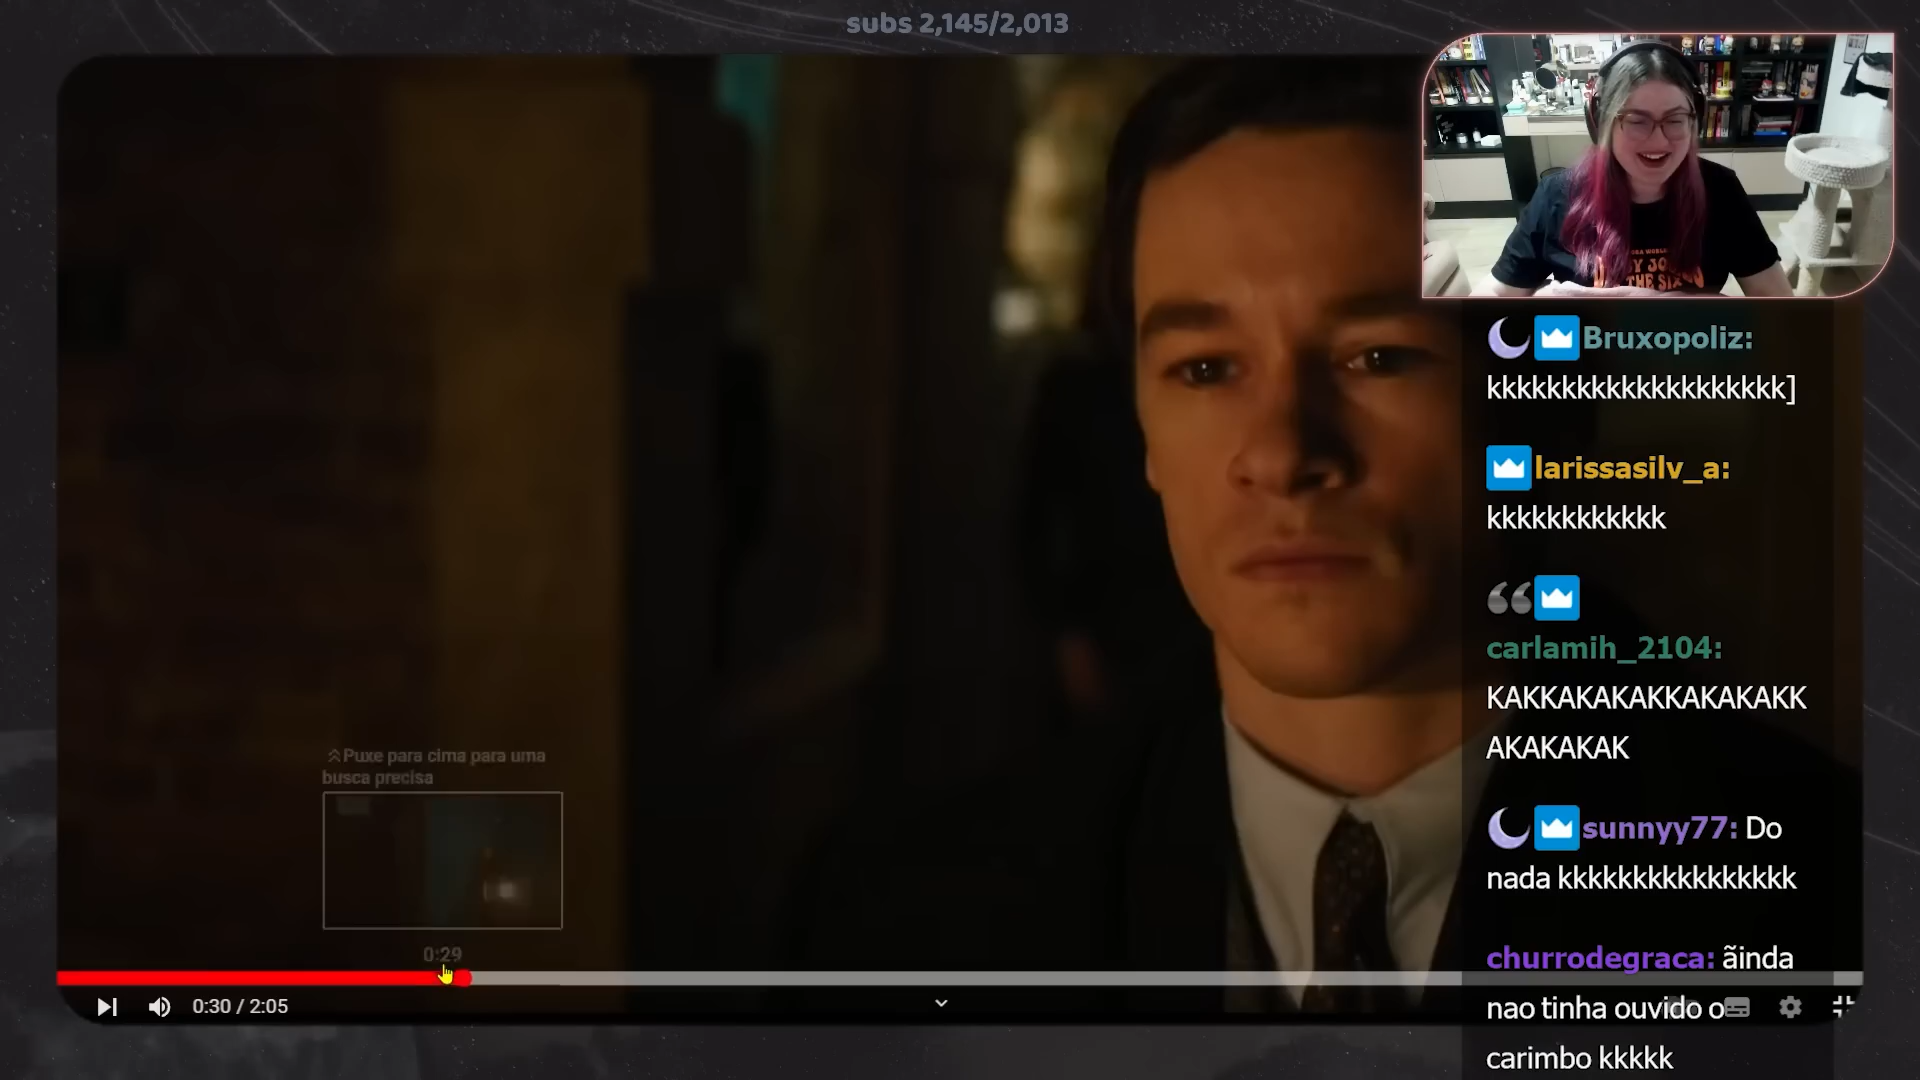 subs 2,145/2,013
Bruxopoliz:
kkkkkkkkkkkkkkkkkkkk]
larissasilv_a:
kkkkkkkkkkkk
carlamih_2104:
KAKKAKAKAKKAKAKAKK
AKAKAKAK
sunnyy77: Do
nada kkkkkkkkkkkkkkkk
churrodegraca: ãinda
nao tinha ouvido o
carimbo kkkkk
Puxe para cima para uma
busca precisa
0:29
0:30 / 2:05